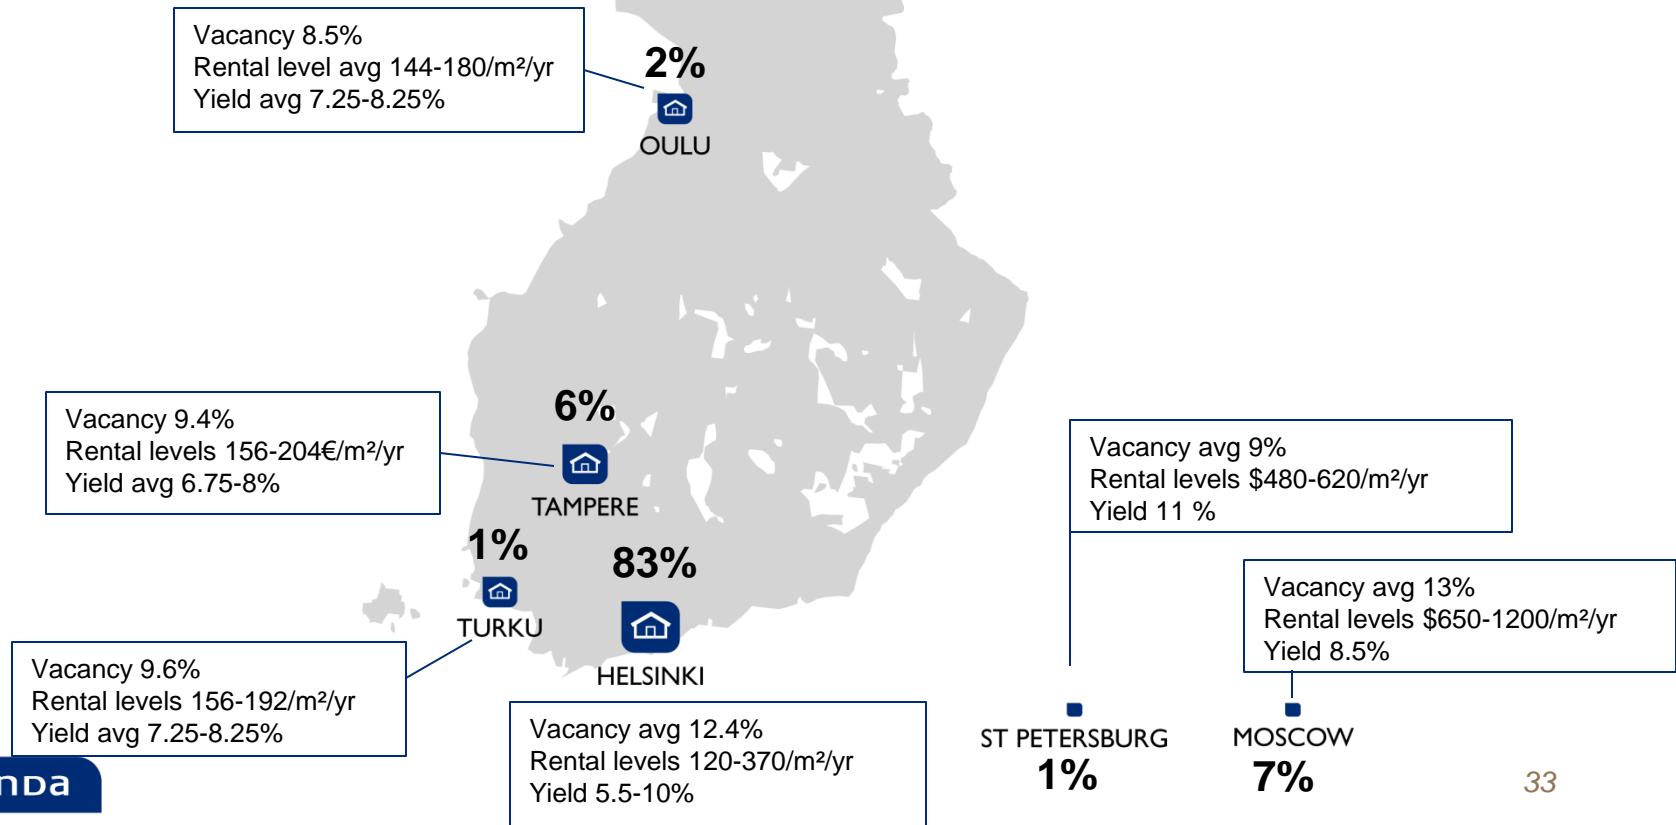 Vacancy 8.5%
Rental level avg 144-180/m²/yr
Yield avg 7.25-8.25%
2%
OULU
Vacancy 9.4%
Rental levels 156-204€/m²/yr
Yield avg 6.75-8%
6%
TAMPERE
Vacancy avg 9%
Rental levels $480-620/m²/yr
Yield 11 %
1%
TURKU
83%
HELSINKI
Vacancy avg 13%
Rental levels $650-1200/m²/yr
Yield 8.5%
Vacancy 9.6%
Rental levels 156-192/m²/yr
Yield avg 7.25-8.25%
Vacancy avg 12.4%
Rental levels 120-370/m²/yr
Yield 5.5-10%
ST PETERSBURG
1%
MOSCOW
7%
33